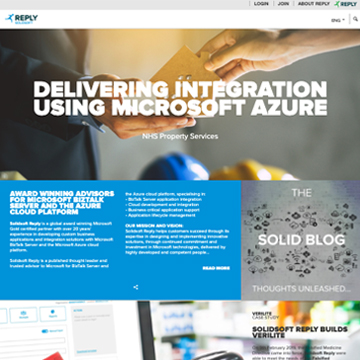 LOGIN | JOIN | ABOUT REPLY REPLY
REPLY
SOLIDSOFT
ENG
DELIVERING INTEGRATION
USING MICROSOFT AZURE
NHS Property Services
AWARD WINNING ADVISORS
FOR MICROSOFT BIZTALK
SERVER AND THE AZURE
CLOUD PLATFORM
Solidsoft Reply is a global award winning Microsoft
Gold certified partner with over 20 years'
experience in developing custom business
applications and integration solutions with Microsoft
BizTalk Server and the Microsoft Azure cloud
platform.
Solidsoft Reply is a published thought leader and
trusted advisor to Microsoft for BizTalk Server and
the Azure cloud platform, specialising in:
- BizTalk Server application integration
- Cloud development and integration
- Business critical application support
- Application lifecycle management
OUR MISSION AND VISION
Solidsoft Reply helps customers succeed through its
expertise in designing and implementing innovative
solutions, through continued commitment and
investment in Microsoft technologies, delivered by
highly developed and competent people...
READ MORE
THE
SOLID BLOG
THOUGHTS UNLEASHED...
VERILITE
CASE STUDY
SOLIDSOFT REPLY BUILDS
VERILITE